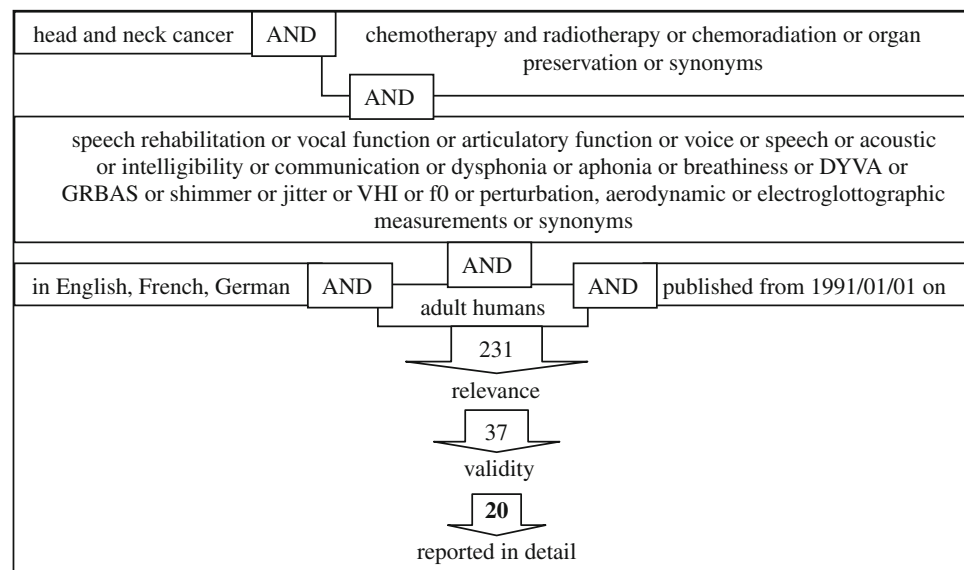 head and neck cancer AND chemotherapy and radiotherapy or chemoradiation or organ
preservation or synonyms
AND
speech rehabilitation or vocal function or articulatory function or voice or speech or acoustic
or intelligibility or communication or dysphonia or aphonia or breathiness or DYVA or
GRBAS or shimmer or jitter or VHI or f0 or perturbation, aerodynamic or electroglottographic
measurements or synonyms
AND
in English, French, German AND AND published from 1991/01/01 on
adult humans
231
relevance
37
validity
20
reported in detail